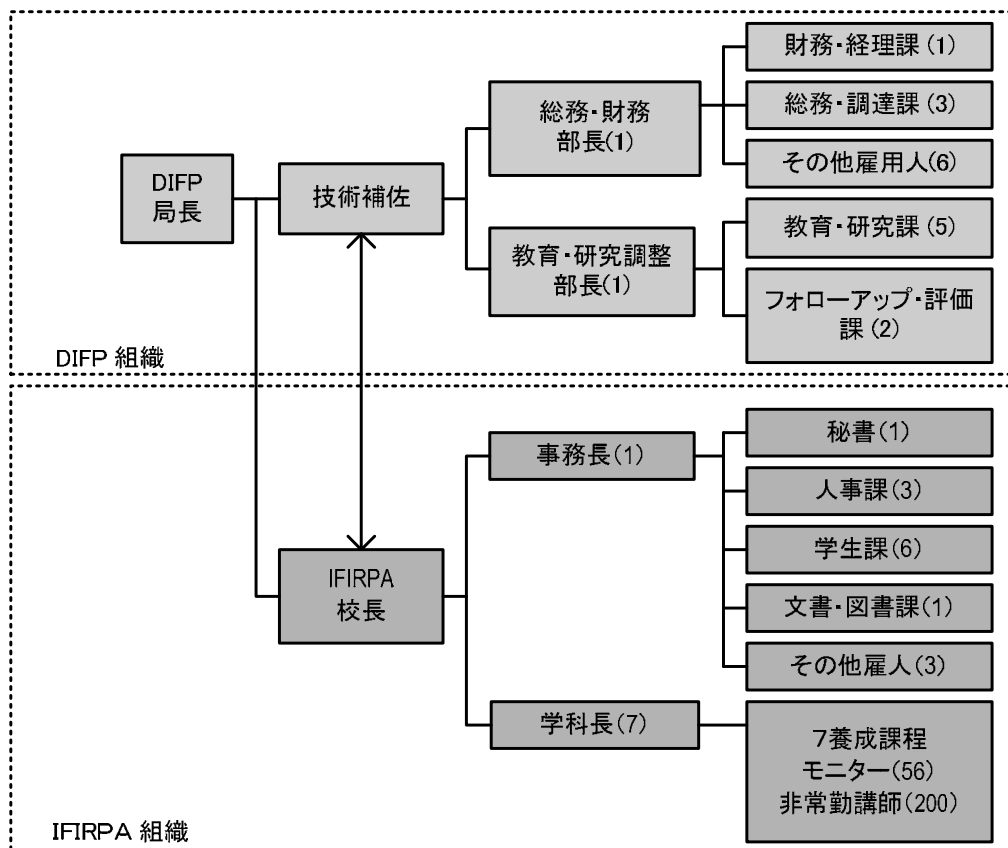 財務・経理課(1)
総務・財務
部長(1)
総務・調達課(3)
その他雇用人(6)
DIFP
局長
技術補佐
教育・研究調整
部長(1)
教育・研究課(5)
フォローアップ・評価
課(2)
DIFP 組織
事務長(1)
秘書(1)
人事課(3)
学生課(6)
文書・図書課(1)
その他雇人(3)
IFIRPA
校長
学科長(7)
7養成課程
モニター(56)
非常勤講師(200)
IFIRPA 組織